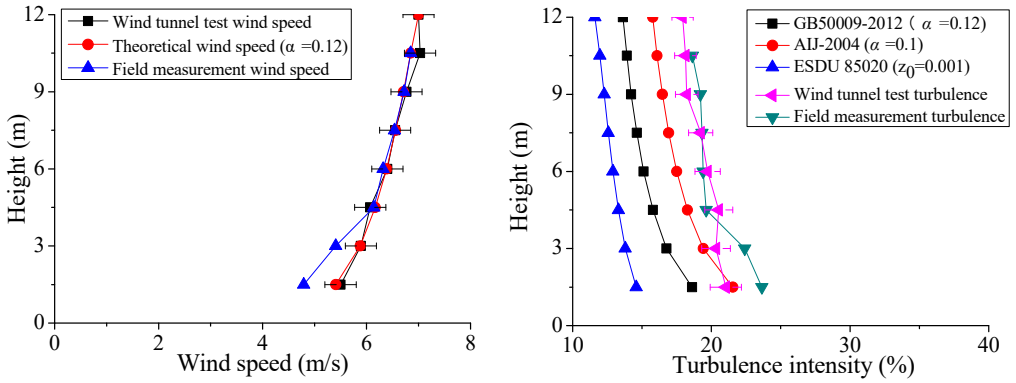 Wind tunnel test wind speed
Theoretical wind speed (α =0.12)
Field measurement wind speed
12
9
6
3
0
Height (m)
0
2
4
6
8
Wind speed (m/s)
GB50009-2012 ( α =0.12)
AIJ-2004 (α =0.1)
ESDU 85020 (z0=0.001)
Wind tunnel test turbulence
Field measurement turbulence
12
9
6
3
0
Height (m)
10
20
30
40
Turbulence intensity (%)